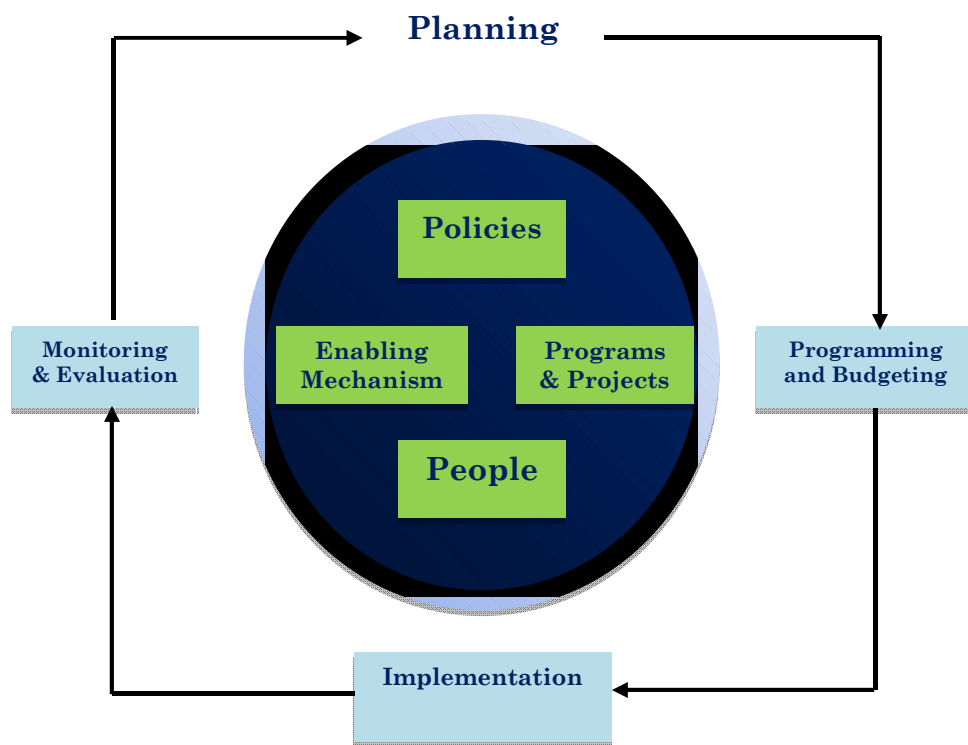 Planning
Policies
Monitoring
& Evaluation
Enabling
Mechanism
Programs
& Projects
Programming
and Budgeting
People
Implementation